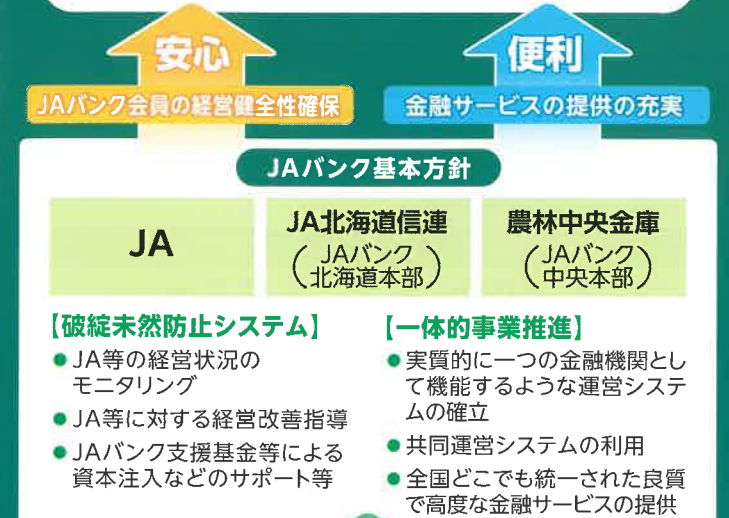 安心
便利
JAバンク会員の経営健全性確保
金融サービスの提供の充実
JAバンク基本方針
JA
JA北海道信連
(JAバンク
北海道本部)
農林中央金庫
(JAバンク
中央本部)
【破綻未然防止システム】
●JA等の経営状況の
モニタリング
●JA等に対する経営改善指導
●JAバンク支援基金等による
資本注入などのサポート等
【一体的事業推進】
●実質的に一つの金融機関とし
て機能するような運営システ
ムの確立
●共同運営システムの利用
●全国どこでも統一された良質
で高度な金融サービスの提供